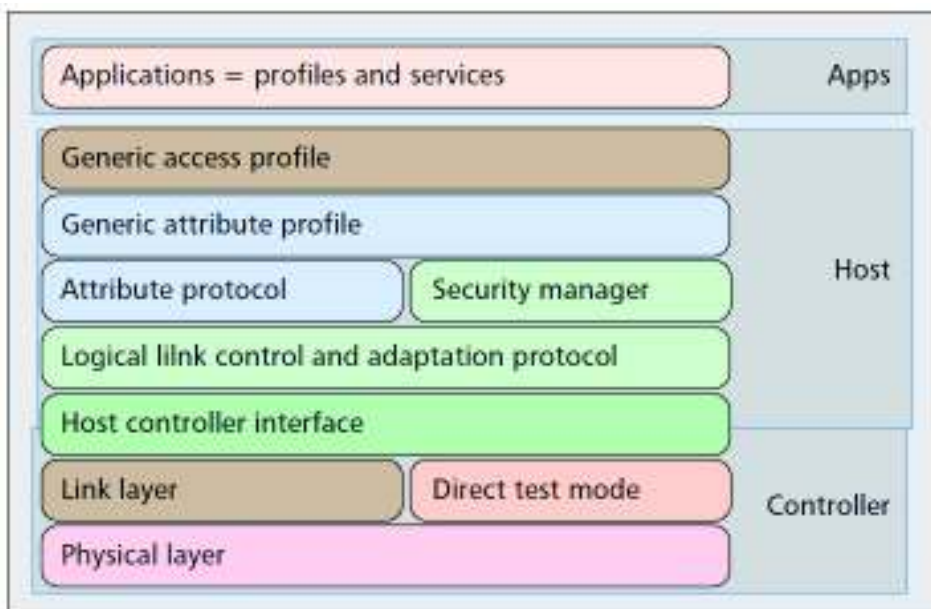 Applications = profiles and services
Apps
Generic access profile
Generic attribute profile
Host
Attribute protocol
Security manager
Logical lilnk control and adaptation protocol
Host controller interface
Link layer
Direct test mode
Controller
Physical layer